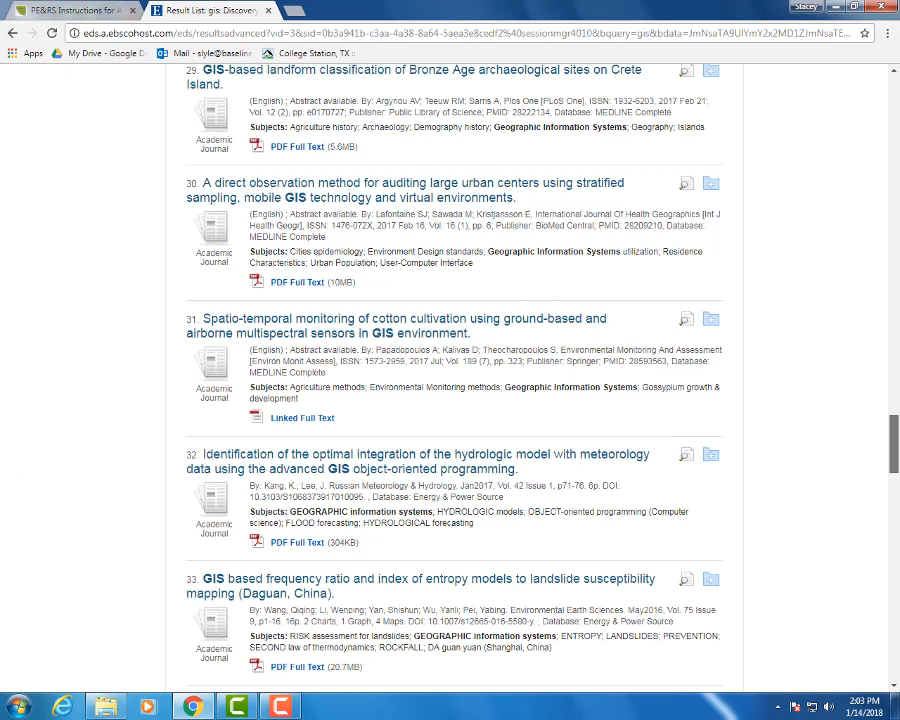 PE&RS Instructions for A
Result List: gis: Discovery
Stacey
eds.a.ebscohost.com/eds/resultsadvanced?vid=3&sid=0b3a941b-c3aa-4a38-8a64-5aea3e8cedf2%40sessionmgr4010&bquery=gis&bdata=JmNsaTA9UlYmY2x2MD1ZJmNsaTE...
Apps
My Drive - Google D
Mail - slyle@baseline
College Station, TX :
29. GIS-based landform classification of Bronze Age archaeological sites on Crete
Island.
(English) ; Abstract available. By: Argyriou AV; Teeuw RM; Sarris A, Plos One [PLoS One], ISSN: 1932-6203, 2017 Feb 21;
Vol. 12 (2), pp. e0170727; Publisher: Public Library of Science; PMID: 28222134, Database: MEDLINE Complete
Subjects: Agriculture history; Archaeology; Demography history; Geographic Information Systems; Geography; Islands
Academic
Journal
PDF Full Text (5.6MB)
30. A direct observation method for auditing large urban centers using stratified
sampling, mobile GIS technology and virtual environments.
(English) ; Abstract available. By: Lafontaine SJ; Sawada M; Kristjansson E, International Journal Of Health Geographics [Int J
Health Geogr], ISSN: 1476-072X, 2017 Feb 16; Vol. 16 (1), pp. 6, Publisher: BioMed Central; PMID: 28209210, Database:
MEDLINE Complete
Subjects: Cities epidemiology; Environment Design standards; Geographic Information Systems utilization; Residence
Characteristics; Urban Population; User-Computer Interface
Academic
Journal
PDF Full Text (10MB)
31. Spatio-temporal monitoring of cotton cultivation using ground-based and
airborne multispectral sensors in GIS environment.
(English) ; Abstract available. By: Papadopoulos A; Kalivas D; Theocharopoulos S, Environmental Monitoring And Assessment
[Environ Monit Assess], ISSN: 1573-2959, 2017 Jul; Vol. 189 (7), pp. 323; Publisher: Springer; PMID: 28593563, Database:
MEDLINE Complete
Subjects: Agriculture methods; Environmental Monitoring methods; Geographic Information Systems; Gossypium growth &
development
Academic
Journal
Linked Full Text
32. Identification of the optimal integration of the hydrologic model with meteorology
data using the advanced GIS object-oriented programming.
By: Kang, K.; Lee, J. Russian Meteorology & Hydrology. Jan2017, Vol. 42 Issue 1, p71-76. 6p. DOI:
10.3103/S1068373917010095. , Database: Energy & Power Source
Subjects: GEOGRAPHIC information systems; HYDROLOGIC models; OBJECT-oriented programming (Computer
science); FLOOD forecasting; HYDROLOGICAL forecasting
Academic
Journal
PDF Full Text (304KB)
33. GIS based frequency ratio and index of entropy models to landslide susceptibility
mapping (Daguan, China).
By: Wang, Qiqing; Li, Wenping; Yan, Shishun; Wu, Yanli; Pei, Yabing. Environmental Earth Sciences. May2016, Vol. 75 Issue
9, p1-16. 16p. 2 Charts, 1 Graph, 4 Maps. DOI: 10.1007/s12665-016-5580-y. , Database: Energy & Power Source
Subjects: RISK assessment for landslides; GEOGRAPHIC information systems; ENTROPY; LANDSLIDES; PREVENTION;
SECOND law of thermodynamics; ROCKFALL; DA guan yuan (Shanghai, China)
Academic
Journal
PDF Full Text (20.7MB)
2:03 PM
1/14/2018